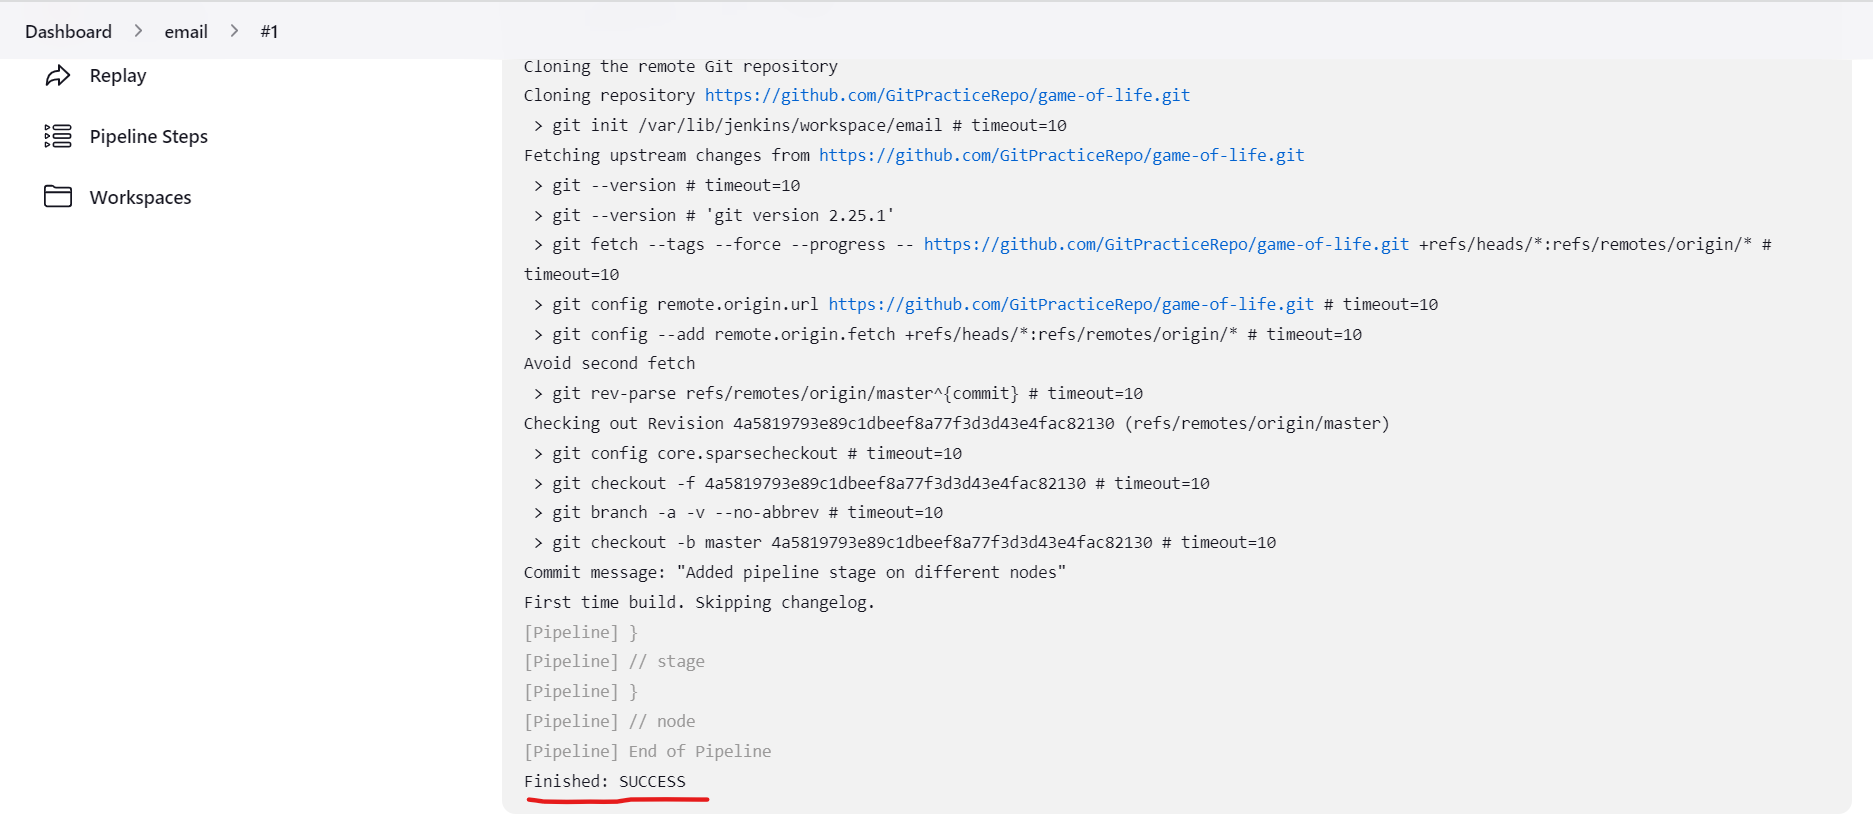 Dashboard > email > #1
Replay
Pipeline Steps
Workspaces
Cloning the remote Git repository
Cloning repository https://github.com/GitPracticeRepo/game-of-life.git
 > git init /var/lib/jenkins/workspace/email # timeout=10
Fetching upstream changes from https://github.com/GitPracticeRepo/game-of-life.git
 > git --version # timeout=10
 > git --version # 'git version 2.25.1'
 > git fetch --tags --force --progress -- https://github.com/GitPracticeRepo/game-of-life.git +refs/heads/*:refs/remotes/origin/* #
timeout=10
 > git config remote.origin.url https://github.com/GitPracticeRepo/game-of-life.git # timeout=10
 > git config --add remote.origin.fetch +refs/heads/*:refs/remotes/origin/* # timeout=10
Avoid second fetch
 > git rev-parse refs/remotes/origin/master^{commit} # timeout=10
Checking out Revision 4a5819793e89c1dbeef8a77f3d3d43e4fac82130 (refs/remotes/origin/master)
 > git config core.sparsecheckout # timeout=10
 > git checkout -f 4a5819793e89c1dbeef8a77f3d3d43e4fac82130 # timeout=10
 > git branch -a -v --no-abbrev # timeout=10
 > git checkout -b master 4a5819793e89c1dbeef8a77f3d3d43e4fac82130 # timeout=10
Commit message: "Added pipeline stage on different nodes"
First time build. Skipping changelog.
[Pipeline] }
[Pipeline] // stage
[Pipeline] }
[Pipeline] // node
[Pipeline] End of Pipeline
Finished: SUCCESS